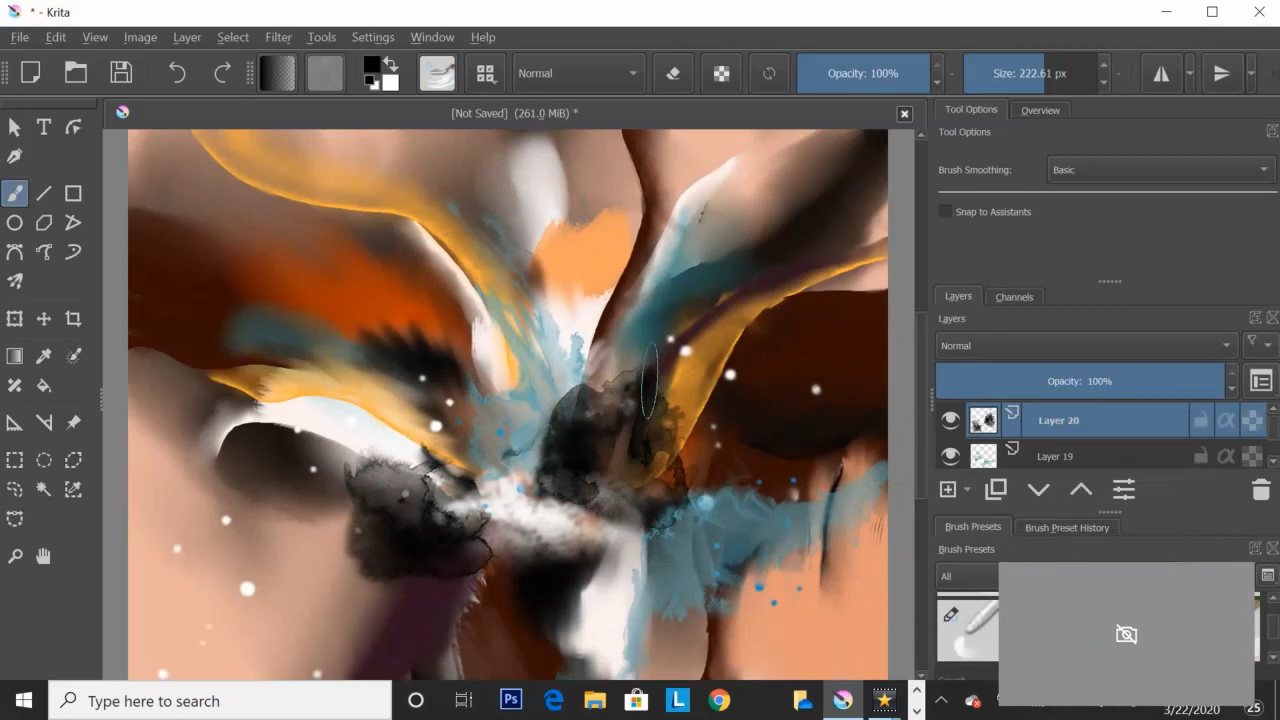 * - Krita
File Edit View Image Layer Select Filter Tools Settings Window Help
Normal Opacity: 100% Size: 222.61 px
[Not Saved] (261.0 MiB) *
Tool Options Overview
Tool Options
Brush Smoothing: Basic
Snap to Assistants
Layers Channels
Layers
Normal
Opacity: 100%
Layer 20
Layer 19
Brush Presets Brush Preset History
Brush Presets
All
Type here to search
Ps
L
3/22/2020
25